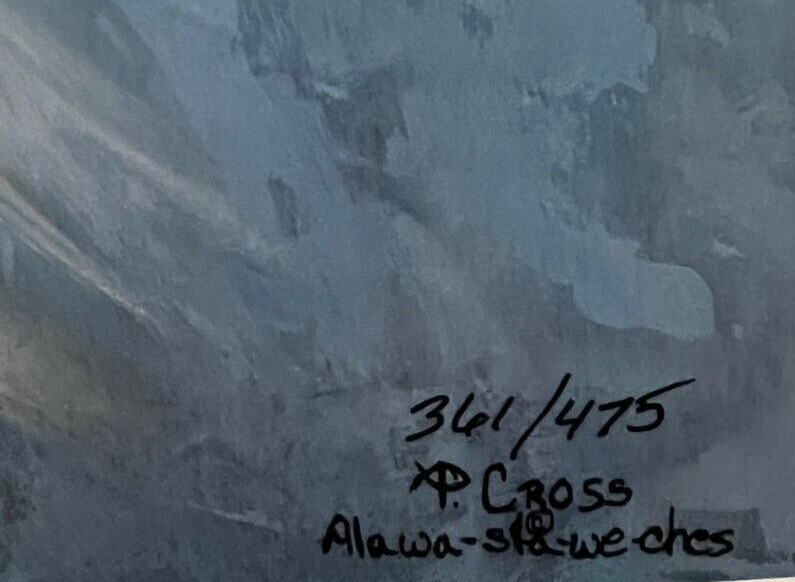 361/475
P. CROSS
Alawa-sta-we-ches